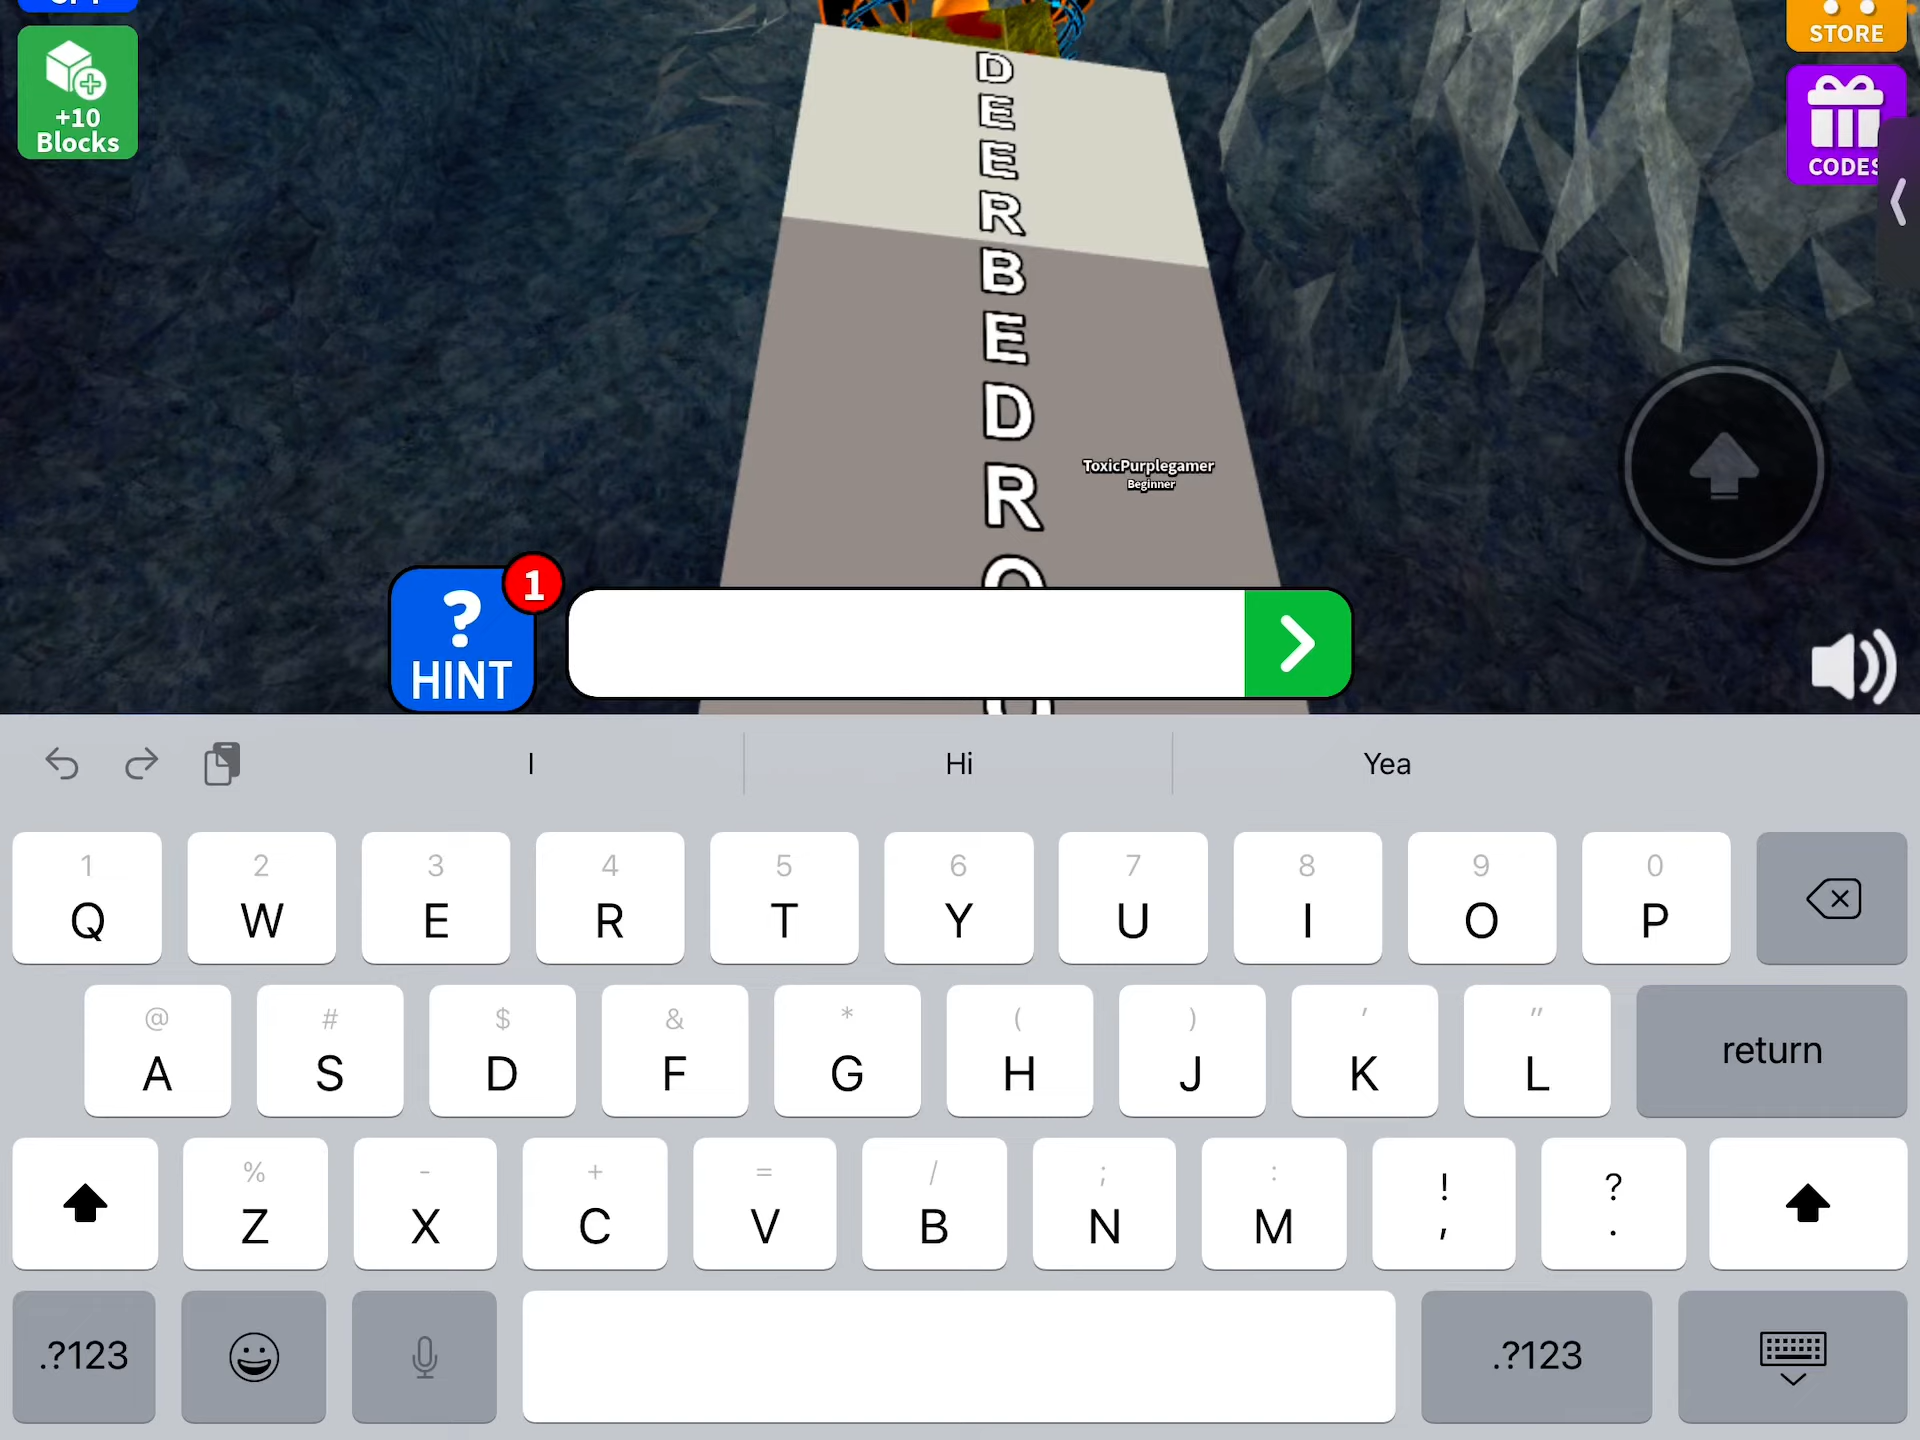 +10
Blocks
STORE
CODES
D
E
E
R
B
E
D
R
O
ToxicPurplegamer
Beginner
1
?
HINT
I
Hi
Yea
1 2 3 4 5 6 7 8 9 0
Q W E R T Y U I O P
@ # $ & * ( ) ' "
A S D F G H J K L return
% - + = / ; : ! ?
Z X C V B N M , .
.?123
.?123